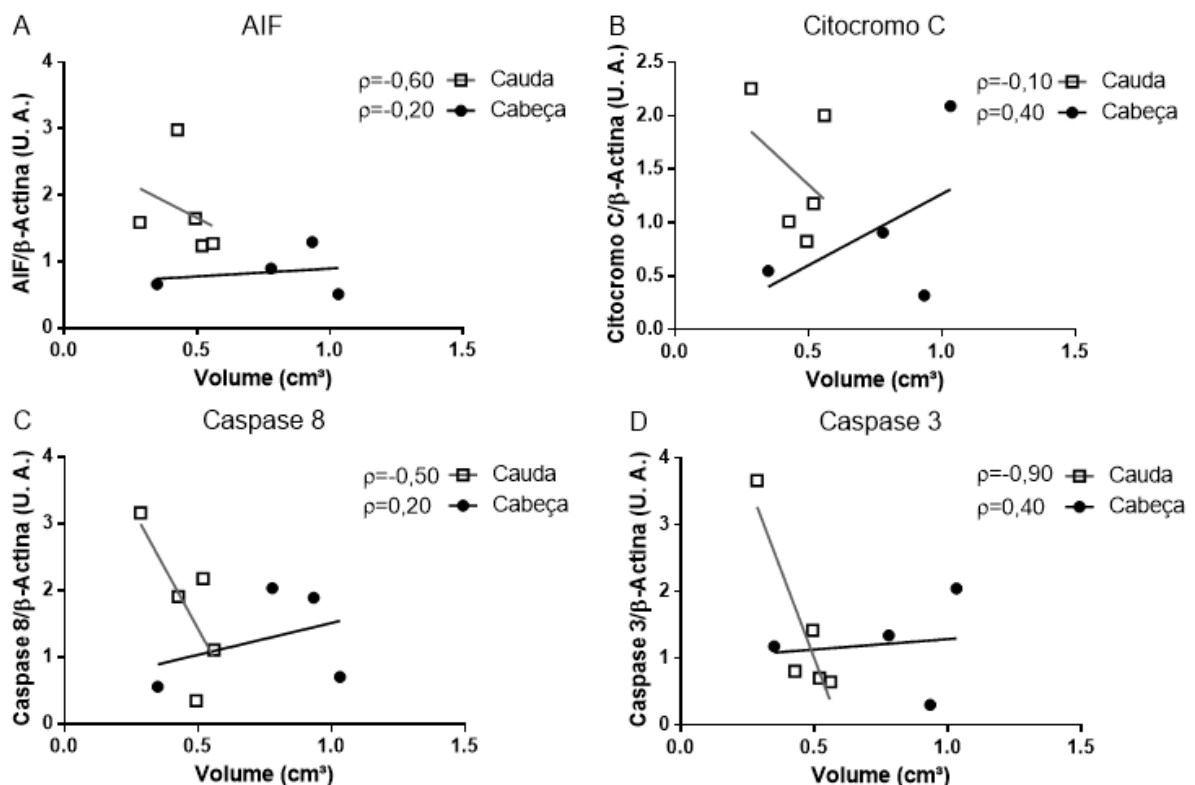 A AIF
ρ=-0,60 Cauda
ρ=-0,20 Cabeça
AIF/β-Actina (U. A.)
4
3
2
1
0
0.0 0.5 1.0 1.5
Volume (cm³)
B Citocromo C
ρ=-0,10 Cauda
ρ=0,40 Cabeça
Citocromo C/β-Actina (U. A.)
2.5
2.0
1.5
1.0
0.5
0.0
0.0 0.5 1.0 1.5
Volume (cm³)
C Caspase 8
ρ=-0,50 Cauda
ρ=0,20 Cabeça
Caspase 8/β-Actina (U. A.)
4
3
2
1
0
0.0 0.5 1.0 1.5
Volume (cm³)
D Caspase 3
ρ=-0,90 Cauda
ρ=0,40 Cabeça
Caspase 3/β-Actina (U. A.)
4
3
2
1
0
0.0 0.5 1.0 1.5
Volume (cm³)